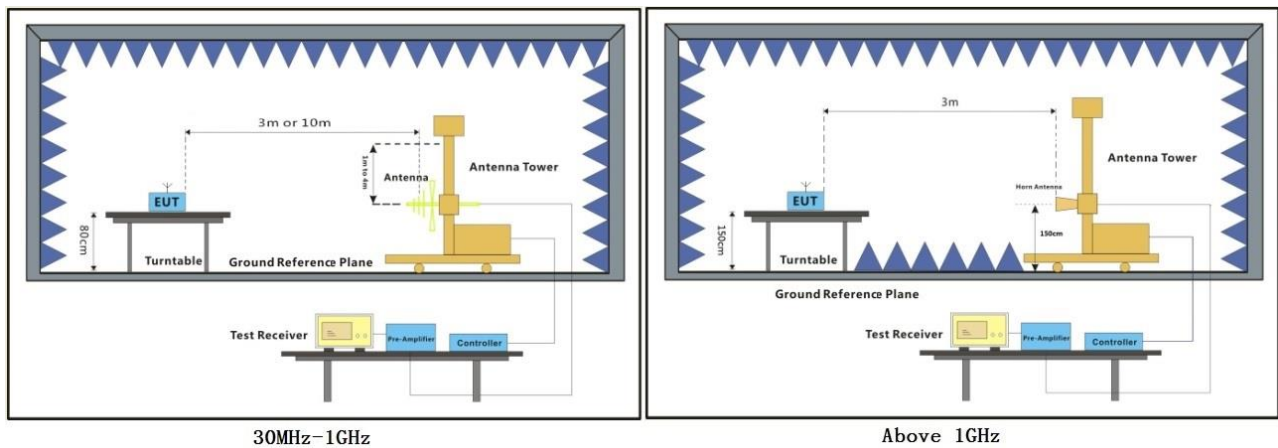 3m or 10m
1m to 4m
Antenna
Antenna Tower
EUT
80cm
Turntable
Ground Reference Plane
Test Receiver
Pre-Amplifier
Controller
30MHz-1GHz
3m
Antenna Tower
Horn Antenna
EUT
150cm
150cm
Turntable
Ground Reference Plane
Test Receiver
Pre-Amplifier
Controller
Above 1GHz